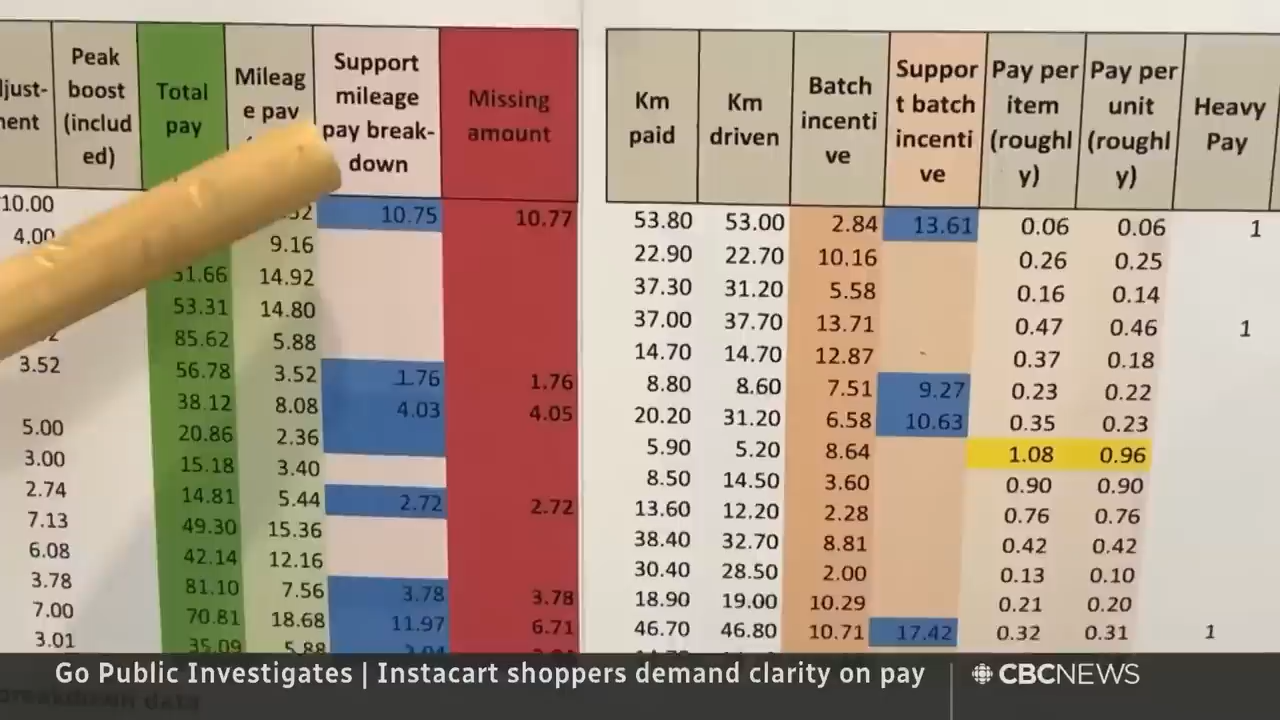 just-
ment
Peak
boost
(includ
ed)
Total
pay
Mileag
e pay
Support
mileage
pay break-
down
Missing
amount
Km
paid
Km
driven
Batch
incenti
ve
Suppor
t batch
incenti
ve
Pay per
item
(roughl
y)
Pay per
unit
(roughl
y)
Heavy
Pay
10.00 10.75 10.77 53.80 53.00 2.84 13.61 0.06 0.06 1
4.00 9.16 22.90 22.70 10.16 0.26 0.25
51.66 14.92 37.30 31.20 5.58 0.16 0.14
53.31 14.80 37.00 37.70 13.71 0.47 0.46 1
85.62 5.88 14.70 14.70 12.87 0.37 0.18
3.52 56.78 3.52 1.76 1.76 8.80 8.60 7.51 9.27 0.23 0.22
38.12 8.08 4.03 4.05 20.20 31.20 6.58 10.63 0.35 0.23
5.00 20.86 2.36 5.90 5.20 8.64 1.08 0.96
3.00 15.18 3.40 8.50 14.50 3.60 0.90 0.90
2.74 14.81 5.44 2.72 2.72 13.60 12.20 2.28 0.76 0.76
7.13 49.30 15.36 38.40 32.70 8.81 0.42 0.42
6.08 42.14 12.16 30.40 28.50 2.00 0.13 0.10
3.78 81.10 7.56 3.78 3.78 18.90 19.00 10.29 0.21 0.20
7.00 70.81 18.68 11.97 6.71 46.70 46.80 10.71 17.42 0.32 0.31 1
3.01 35.09 5.88
Go Public Investigates | Instacart shoppers demand clarity on pay
CBCNEWS